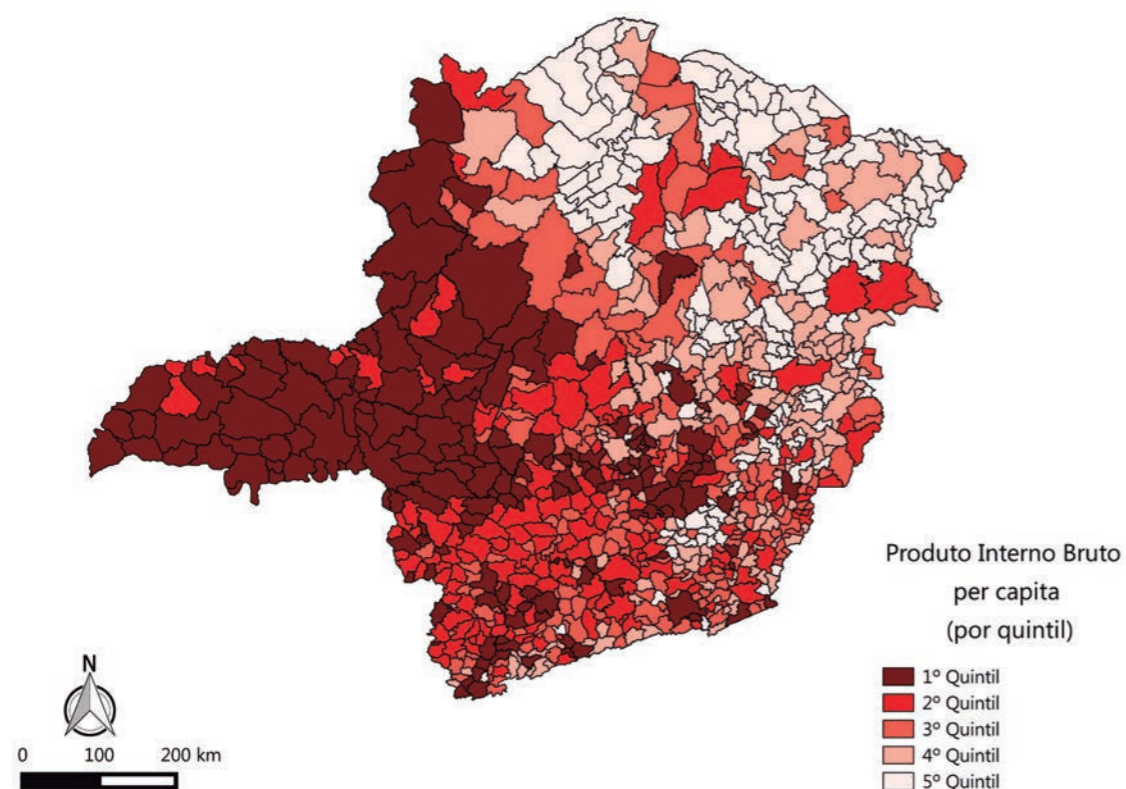 Produto Interno Bruto
per capita
(por quintil)
1º Quintil
2º Quintil
3º Quintil
4º Quintil
5º Quintil
N
0 100 200 km